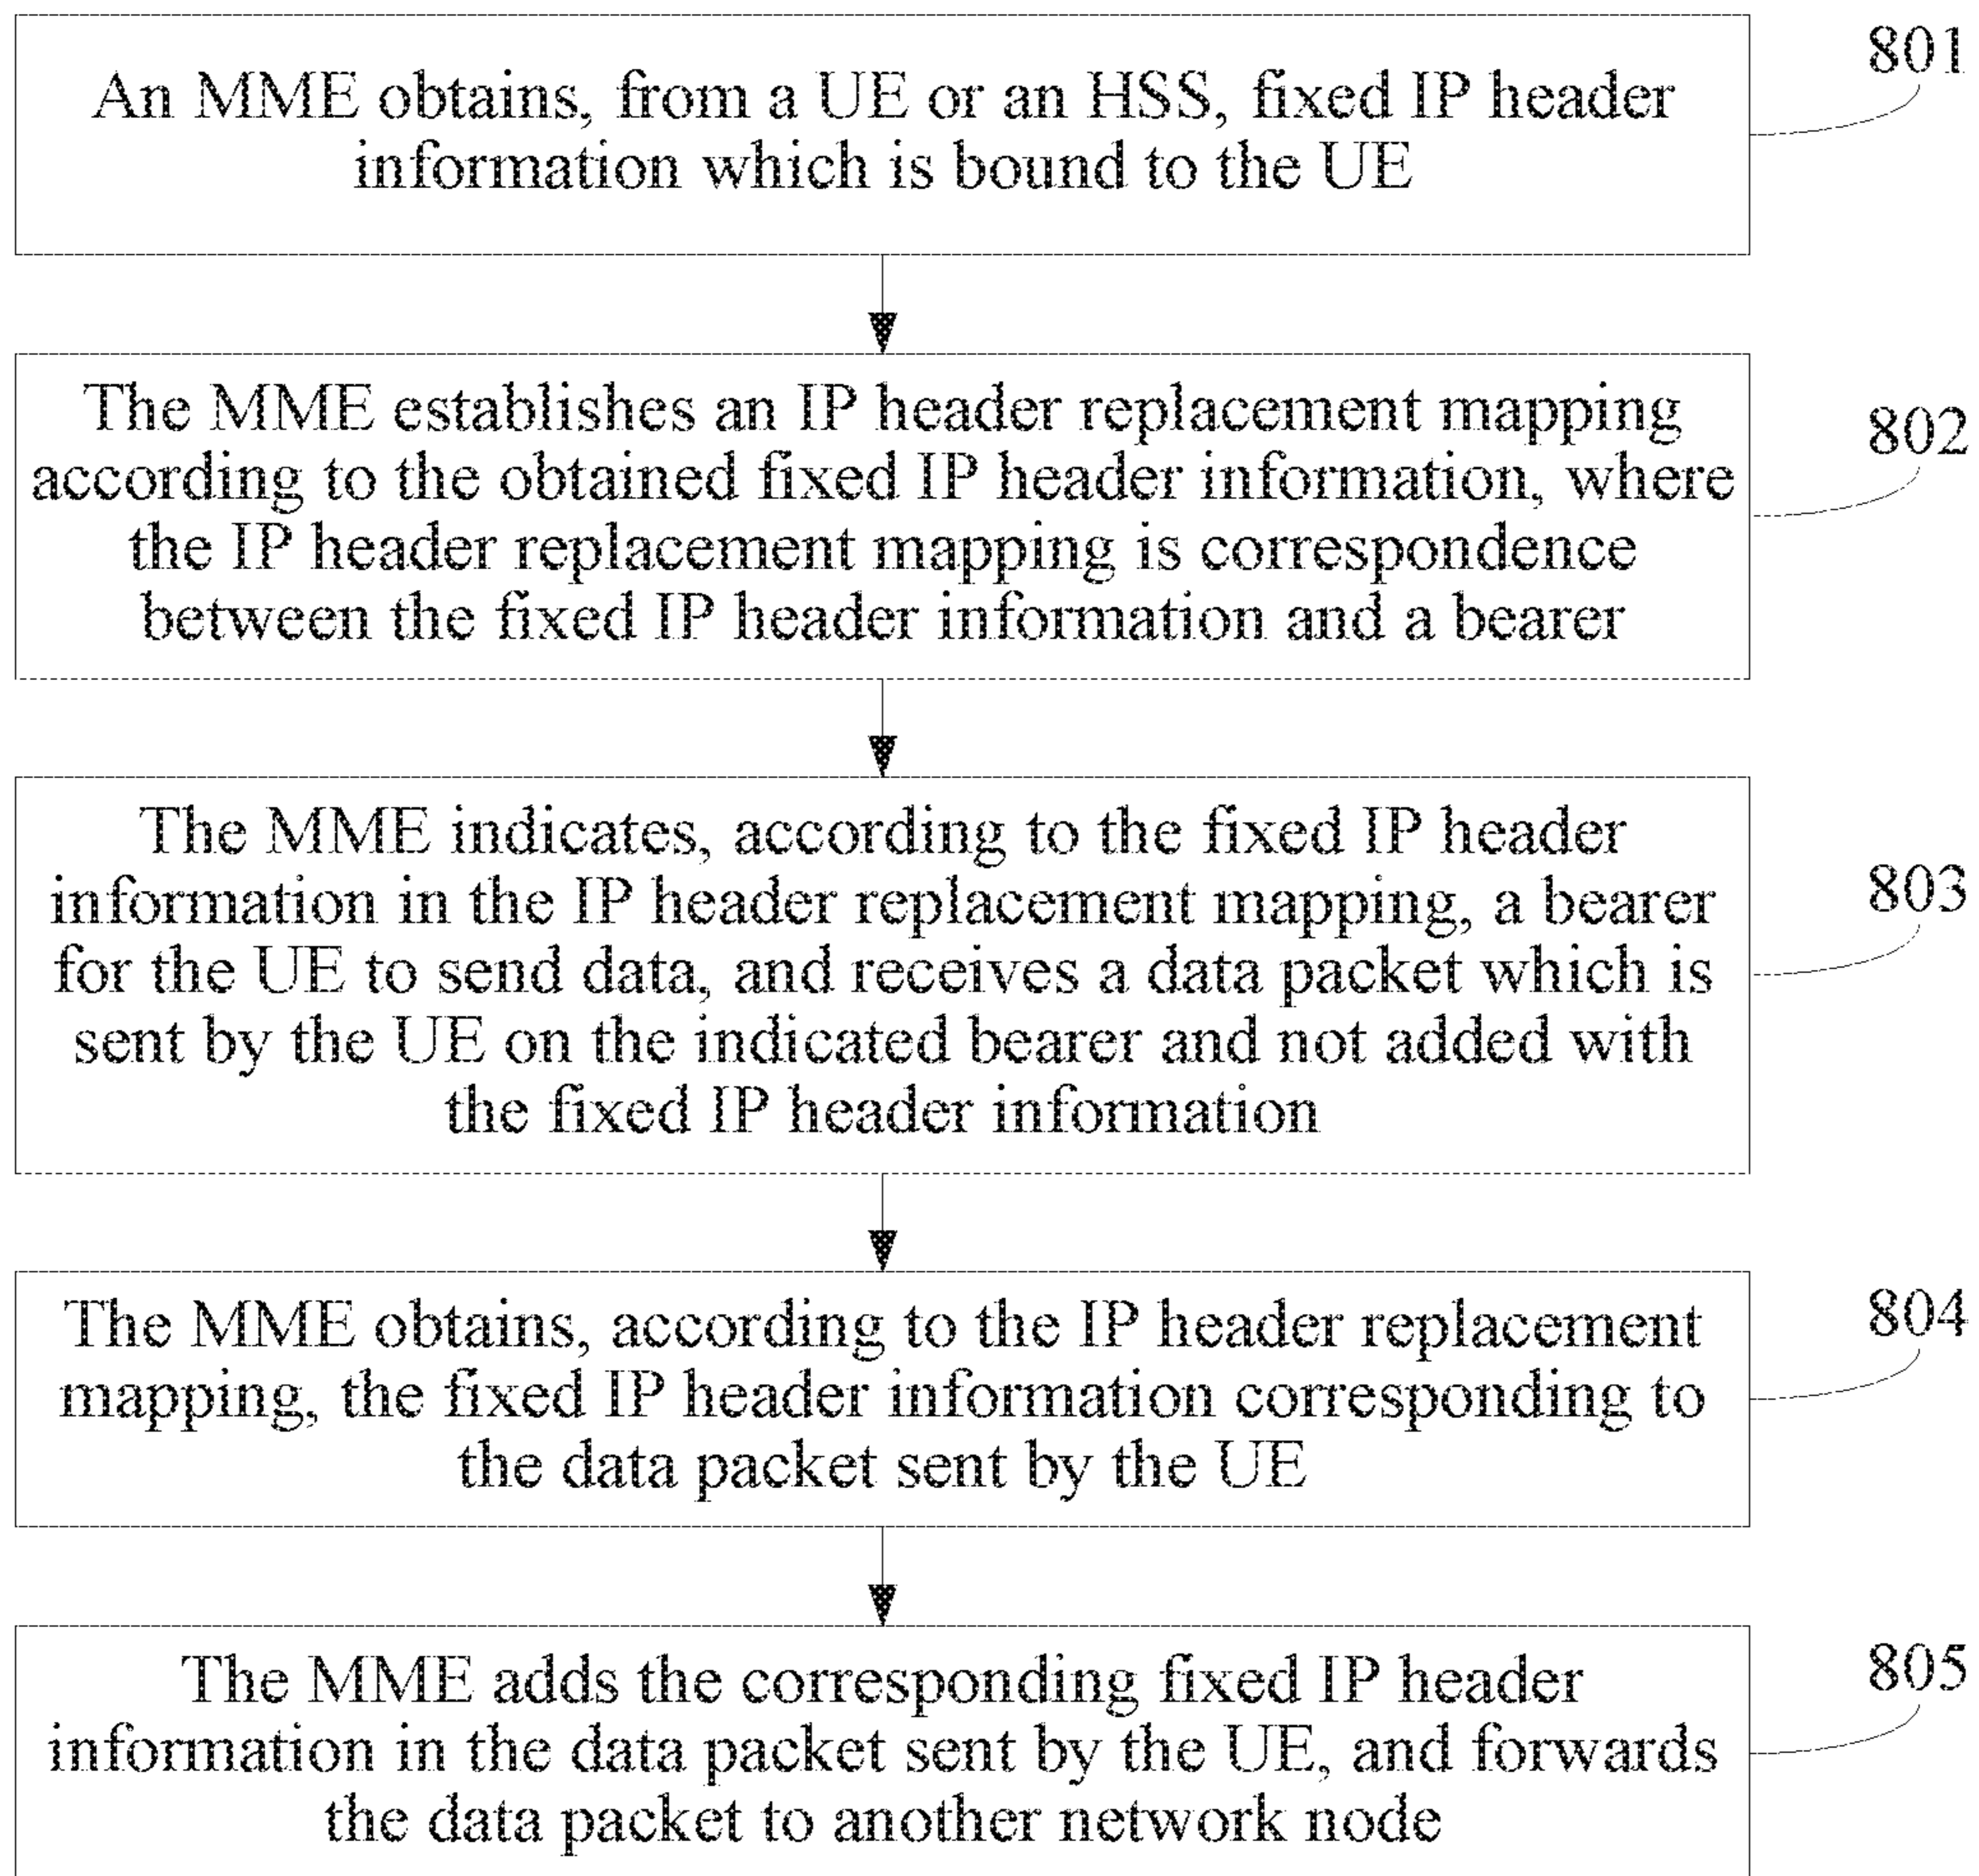 An MME obtains, from a UE or an HSS, fixed IP header
information which is bound to the UE
801
The MME establishes an IP header replacement mapping
according to the obtained fixed IP header information, where
the IP header replacement mapping is correspondence
between the fixed IP header information and a bearer
802
The MME indicates, according to the fixed IP header
information in the IP header replacement mapping, a bearer
for the UE to send data, and receives a data packet which is
sent by the UE on the indicated bearer and not added with
the fixed IP header information
803
The MME obtains, according to the IP header replacement
mapping, the fixed IP header information corresponding to
the data packet sent by the UE
804
The MME adds the corresponding fixed IP header
information in the data packet sent by the UE, and forwards
the data packet to another network node
805